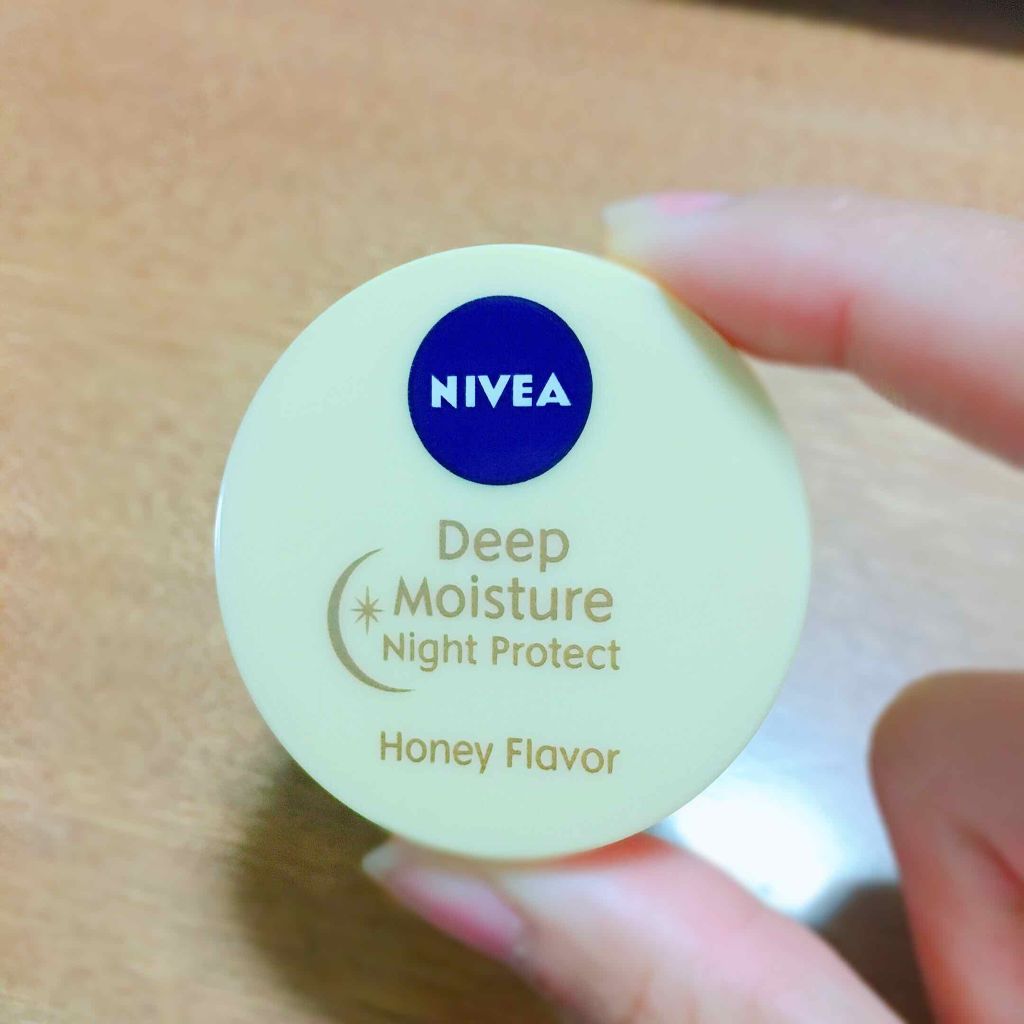 NIVEA
Deep
Moisture
Night Protect
Honey Flavor